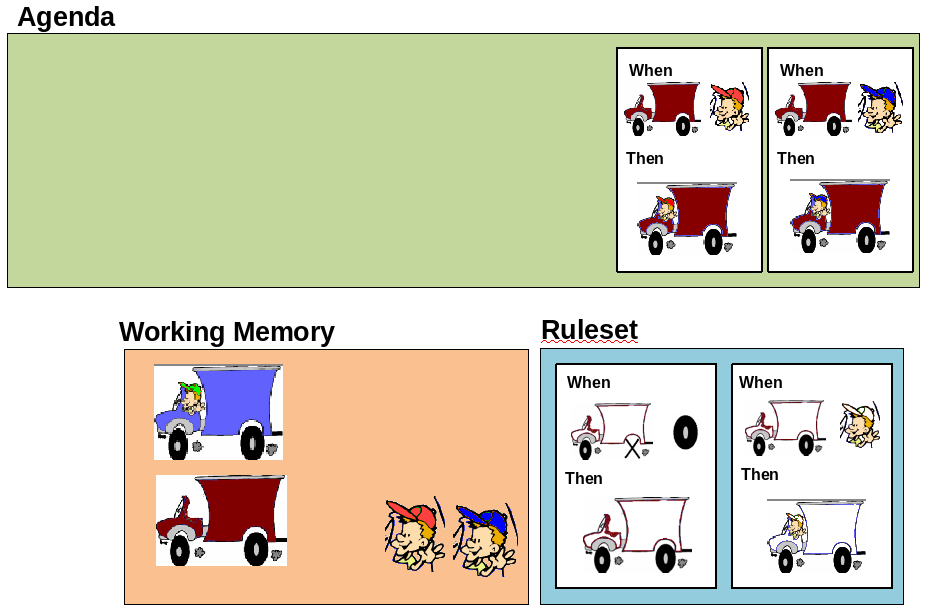 Agenda
When
When
Then
Then
Working Memory
Ruleset
When
When
Then
Then